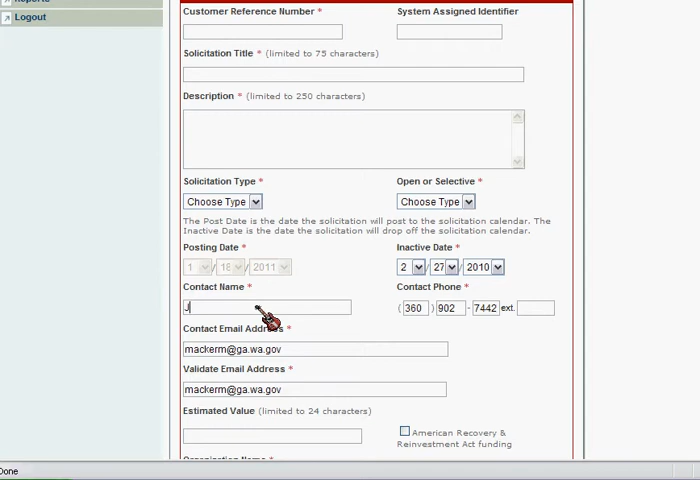 Logout
Customer Reference Number * System Assigned Identifier
Solicitation Title * (limited to 75 characters)
Description * (limited to 250 characters)
Solicitation Type * Open or Selective *
Choose Type Choose Type
The Post Date is the date the solicitation will post to the solicitation calendar. The
Inactive Date is the date the solicitation will drop off the solicitation calendar.
Posting Date * Inactive Date *
1 / 18 / 2011 2 / 27 / 2010
Contact Name * Contact Phone *
J ( 360 ) 902 - 7442 ext.
Contact Email Address *
mackerm@ga.wa.gov
Validate Email Address *
mackerm@ga.wa.gov
Estimated Value (limited to 24 characters)
American Recovery &
Reinvestment Act funding
Done